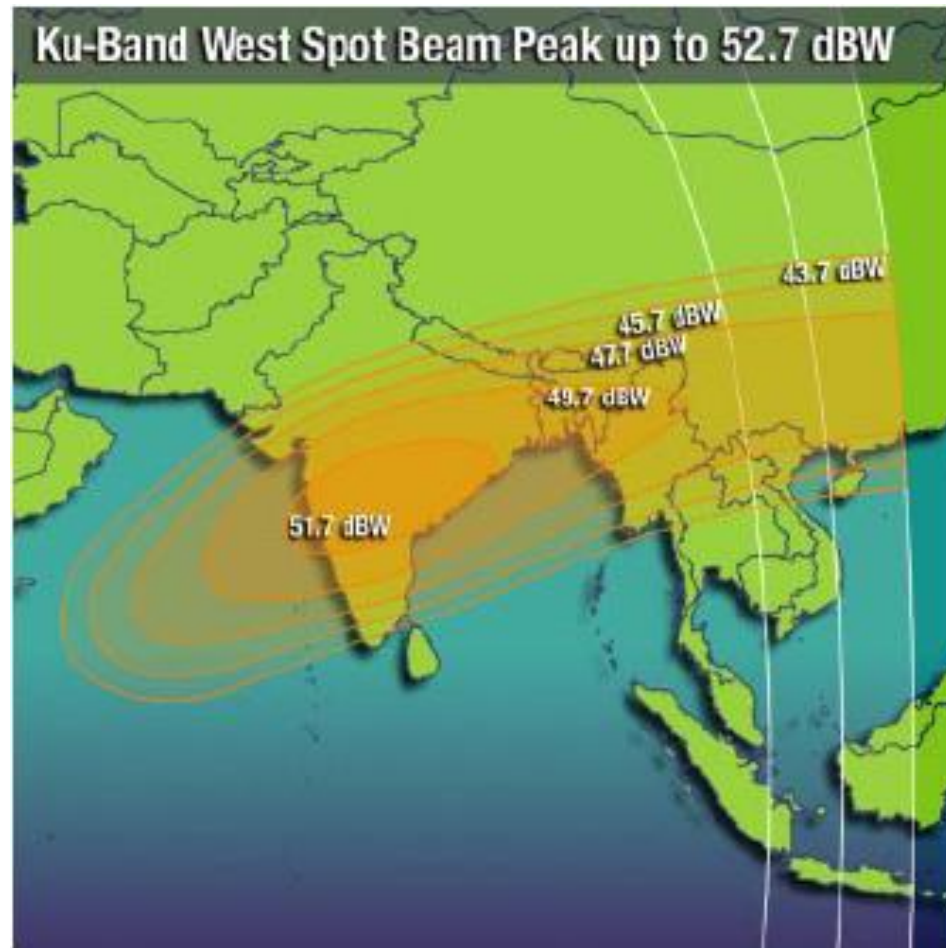 Ku-Band West Spot Beam Peak up to 52.7 dBW
43.7 dBW
45.7 dBW
47.7 dBW
49.7 dBW
51.7 dBW